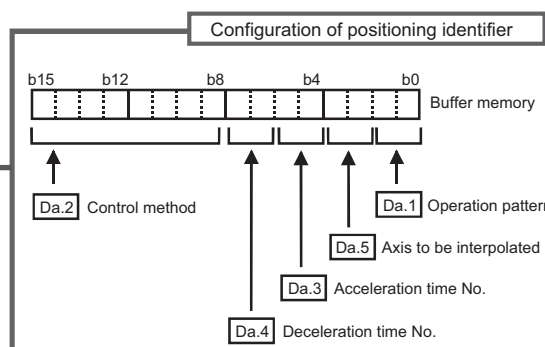 Configuration of positioning identifier
b15 b12 b8 b4 b0
Buffer memory
Da.2 Control method
Da.1 Operation pattern
Da.5 Axis to be interpolated
Da.3 Acceleration time No.
Da.4 Deceleration time No.